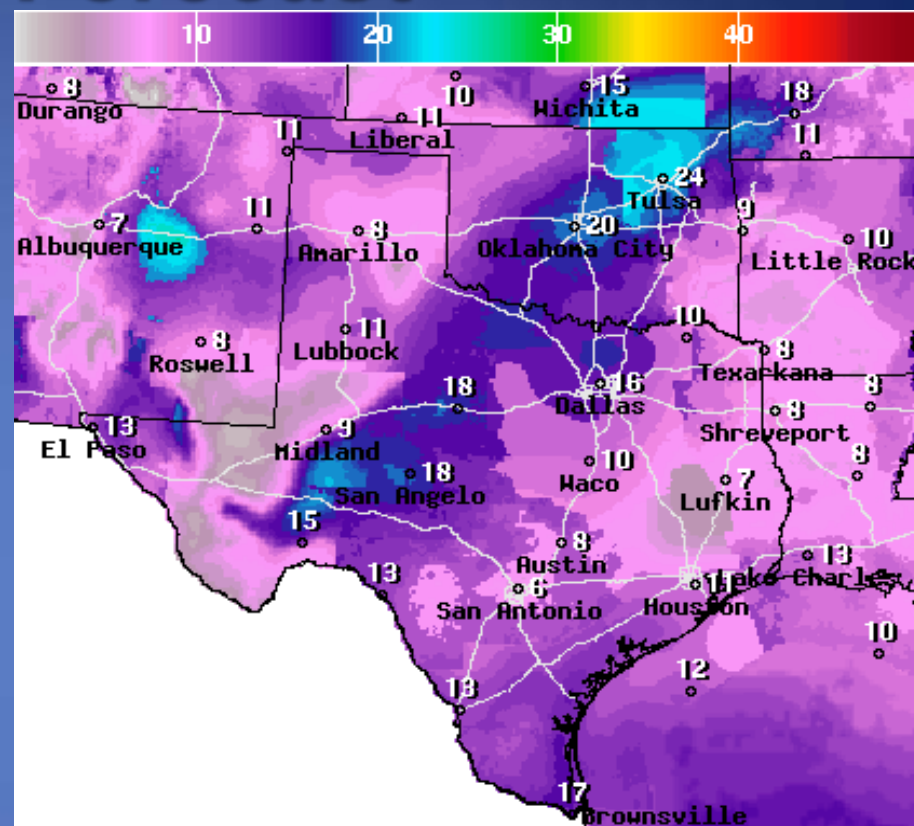 10 20 30 40
8
Durango
10
15
Wichita
18
11
Liberal
11
11
24
Tulsa
7
Albuquerque
11
8
Amarillo
20
Oklahoma City
9
10
Little Rock
8
Roswell
11
Lubbock
10
8
Texarkana
18
16
Dallas
8
Shreveport
8
13
El Paso
9
Midland
18
San Angelo
10
Waco
7
Lufkin
8
15
8
Austin
13
Lake Charles
13
6
San Antonio
11
Houston
10
12
13
17
Brownsville